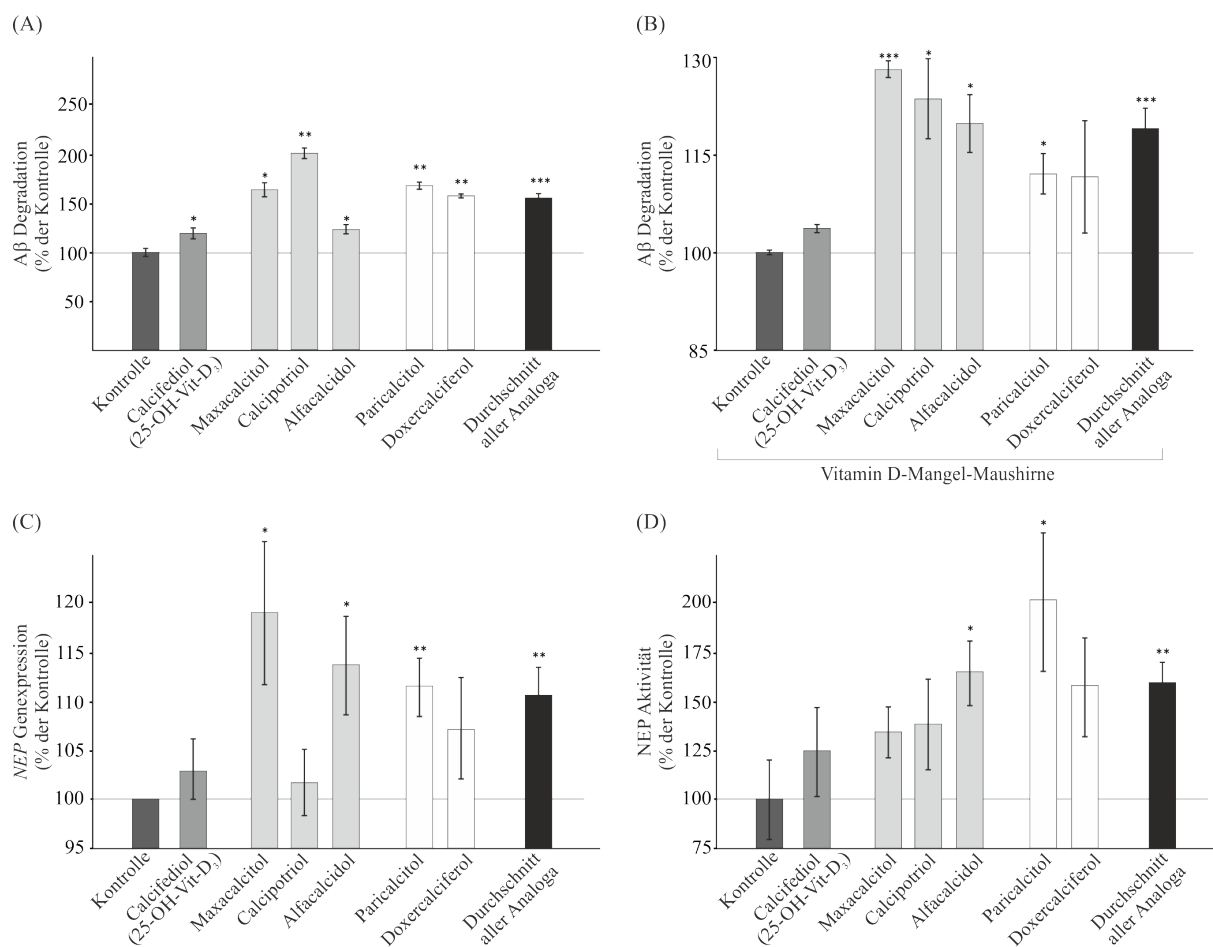 (A)
Aβ Degradation
(% der Kontrolle)
250
200
150
100
50
*
*
**
*
**
**
***
Kontrolle
Calcifediol
(25-OH-Vit-D₃)
Maxacalcitol
Calcipotriol
Alfacalcidol
Paricalcitol
Doxercalciferol
Durchschnitt
aller Analoga
(B)
Aβ Degradation
(% der Kontrolle)
130
115
100
85
***
*
*
*
***
Kontrolle
Calcifediol
(25-OH-Vit-D₃)
Maxacalcitol
Calcipotriol
Alfacalcidol
Paricalcitol
Doxercalciferol
Durchschnitt
aller Analoga
Vitamin D-Mangel-Maushirne
(C)
NEP Genexpression
(% der Kontrolle)
120
115
110
105
100
95
*
*
**
**
Kontrolle
Calcifediol
(25-OH-Vit-D₃)
Maxacalcitol
Calcipotriol
Alfacalcidol
Paricalcitol
Doxercalciferol
Durchschnitt
aller Analoga
(D)
NEP Aktivität
(% der Kontrolle)
200
175
150
125
100
75
*
*
**
Kontrolle
Calcifediol
(25-OH-Vit-D₃)
Maxacalcitol
Calcipotriol
Alfacalcidol
Paricalcitol
Doxercalciferol
Durchschnitt
aller Analoga